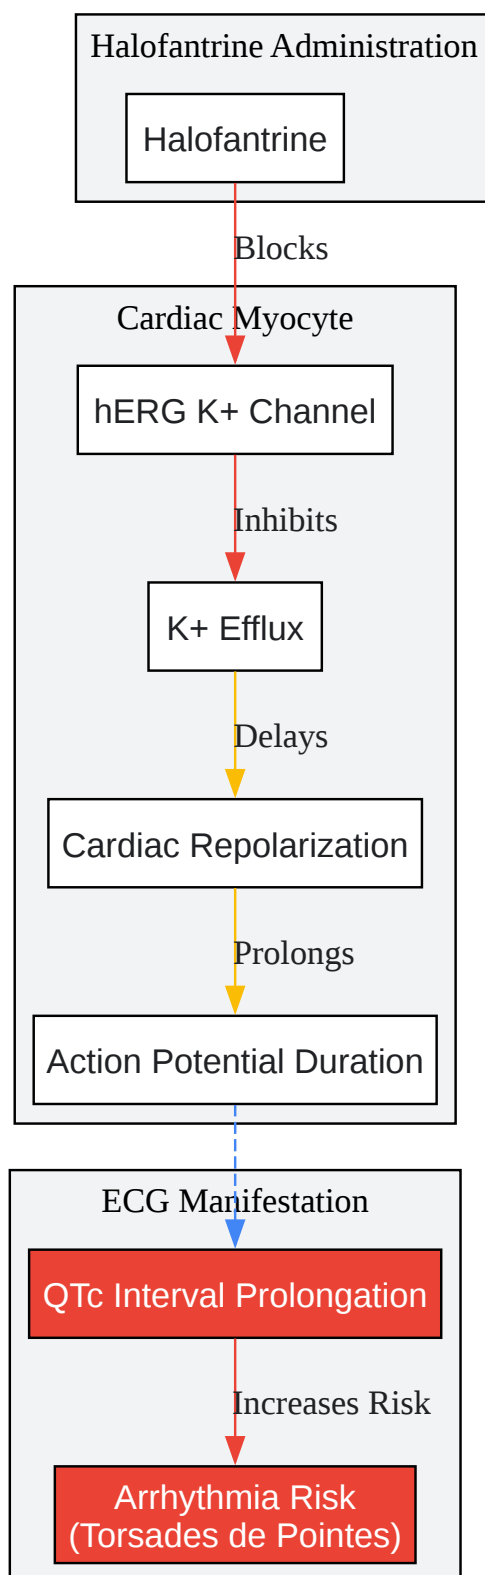 Halofantrine Administration
Halofantrine
Blocks
Cardiac Myocyte
hERG K+ Channel
Inhibits
K+ Efflux
Delays
Cardiac Repolarization
Prolongs
Action Potential Duration
ECG Manifestation
QTc Interval Prolongation
Increases Risk
Arrhythmia Risk
(Torsades de Pointes)